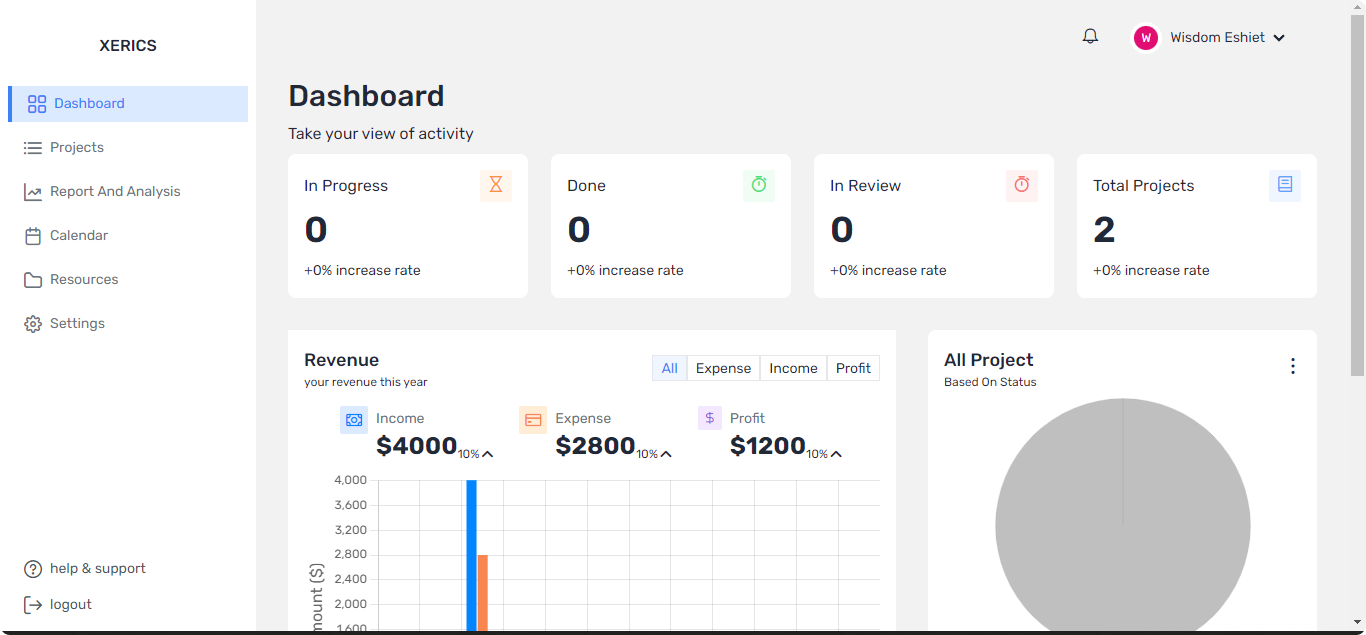 XERICS
Dashboard
Projects
Report And Analysis
Calendar
Resources
Settings
help & support
logout
W Wisdom Eshiet
Dashboard
Take your view of activity
In Progress
0
+0% increase rate
Done
0
+0% increase rate
In Review
0
+0% increase rate
Total Projects
2
+0% increase rate
Revenue
your revenue this year
All Expense Income Profit
Income
$4000 10%
Expense
$2800 10%
$ Profit
$1200 10%
4,000
3,600
3,200
2,800
2,400
2,000
1,600
mount ($)
All Project
Based On Status